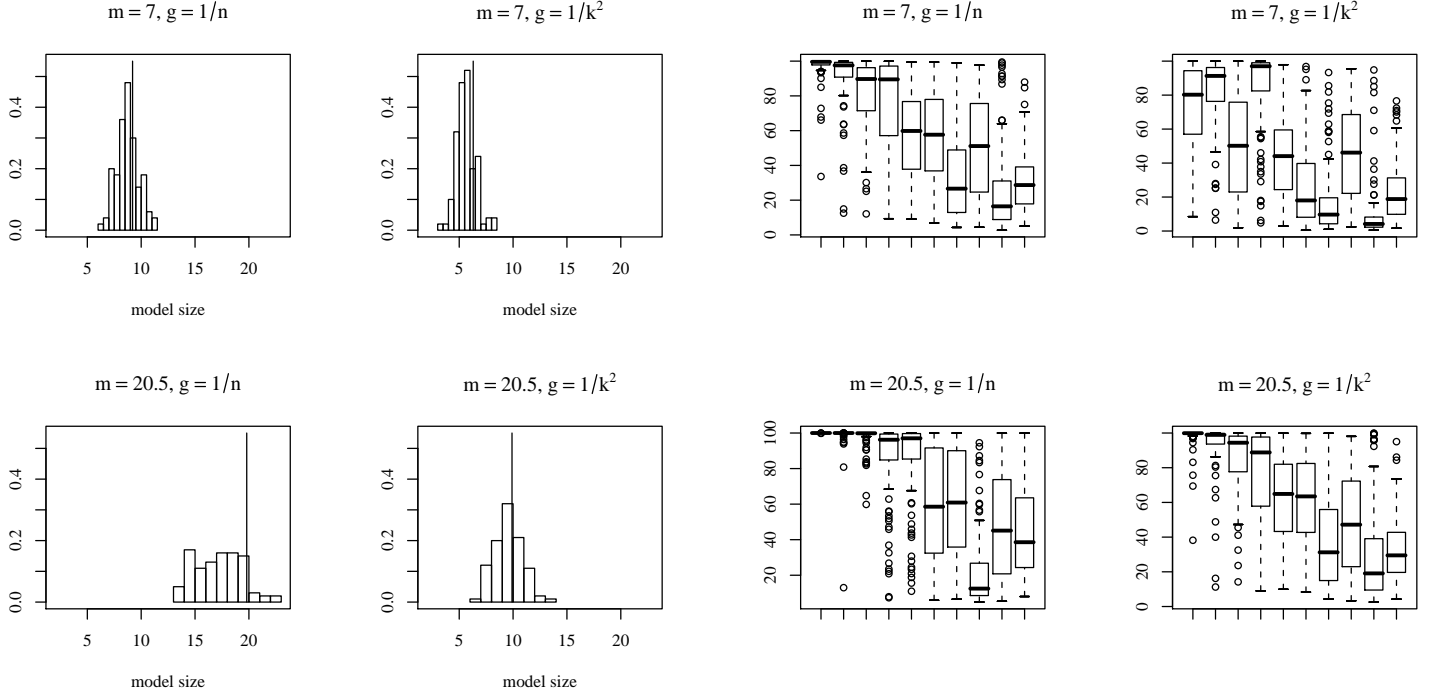 m = 7, g = 1/n
m = 7, g = 1/k²
m = 7, g = 1/n
m = 7, g = 1/k²
0.0 0.2 0.4
5 10 15 20
model size
0.0 0.2 0.4
5 10 15 20
model size
0 20 40 60 80
0 20 40 60 80
m = 20.5, g = 1/n
m = 20.5, g = 1/k²
m = 20.5, g = 1/n
m = 20.5, g = 1/k²
0.0 0.2 0.4
5 10 15 20
model size
0.0 0.2 0.4
5 10 15 20
model size
20 40 60 80 100
0 20 40 60 80